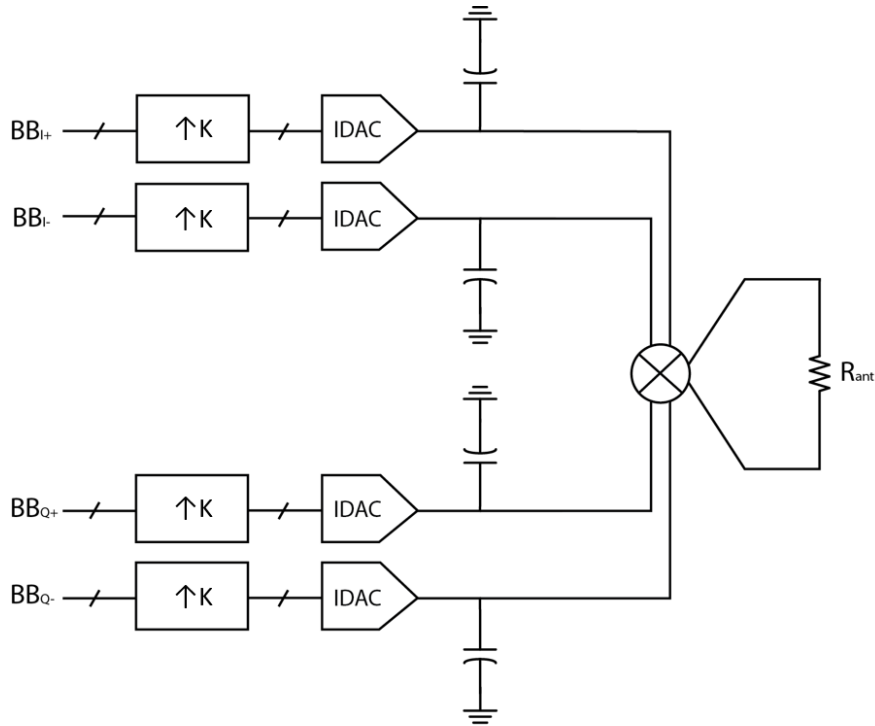 BBI+ ↑K IDAC
BBI- ↑K IDAC
Rant
BBQ+ ↑K IDAC
BBQ- ↑K IDAC